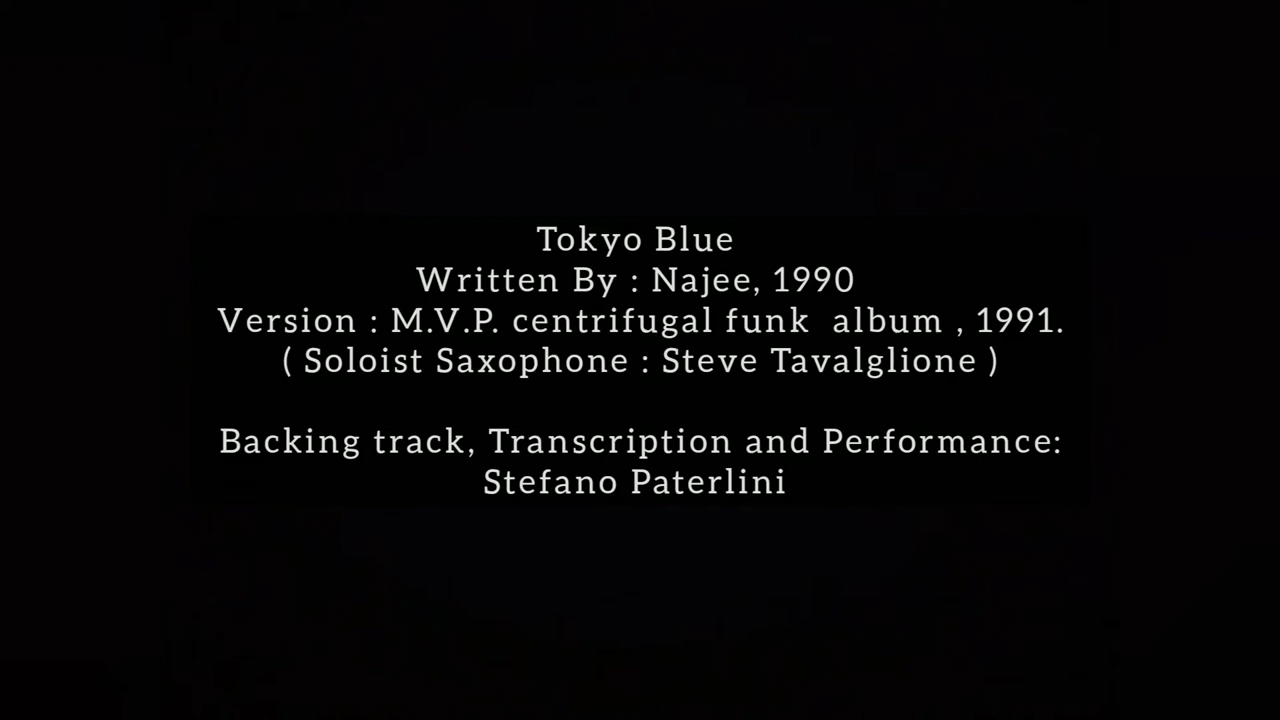 Tokyo Blue
Written By : Najee, 1990
Version : M.V.P. centrifugal funk  album , 1991.
( Soloist Saxophone : Steve Tavalglione )
Backing track, Transcription and Performance:
Stefano Paterlini